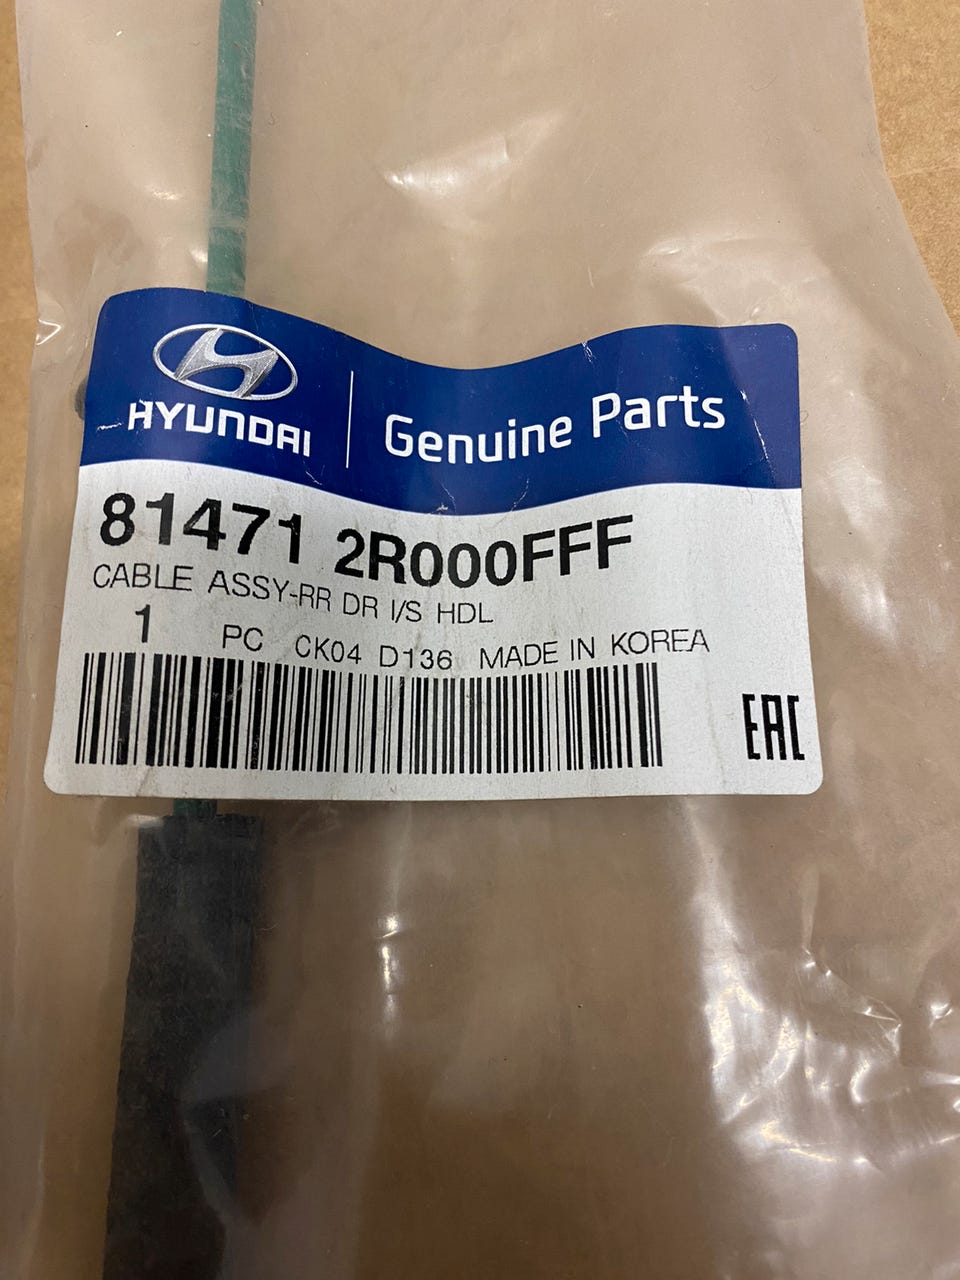 HYUNDAI
Genuine Parts
81471 2R000FFF
CABLE ASSY-RR DR I/S HDL
1 PC CK04 D136 MADE IN KOREA
EAC